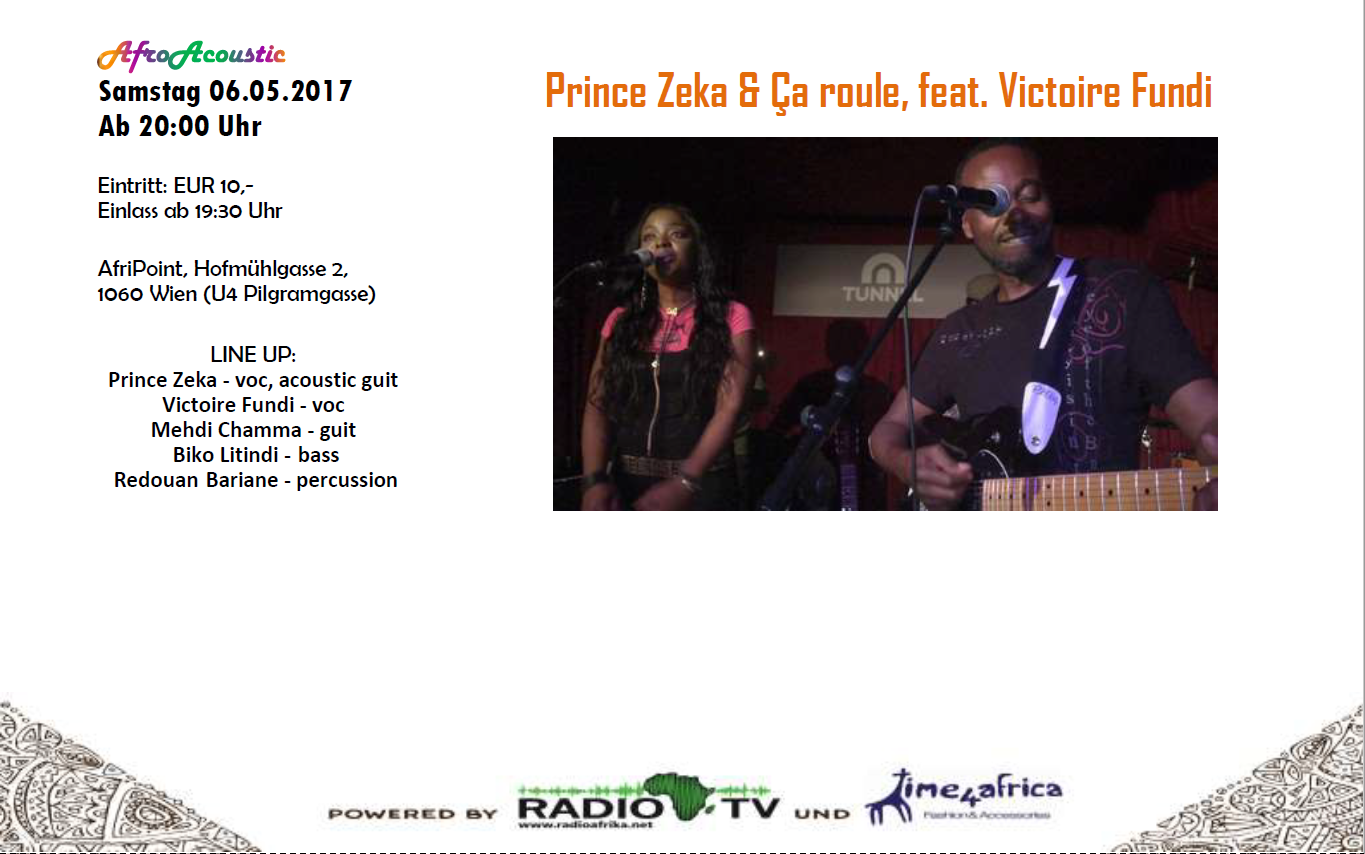 AfroAcoustic
Samstag 06.05.2017
Ab 20:00 Uhr
Eintritt: EUR 10,-
Einlass ab 19:30 Uhr
AfriPoint, Hofmühlgasse 2,
1060 Wien (U4 Pilgramgasse)
LINE UP:
Prince Zeka - voc, acoustic guit
Victoire Fundi - voc
Mehdi Chamma - guit
Biko Litindi - bass
Redouan Bariane - percussion
Prince Zeka & Ça roule, feat. Victoire Fundi
TUNNEL
POWERED BY
RADIO TV
www.radioafrika.net
UND
Time4africa
Fashion & Accessories